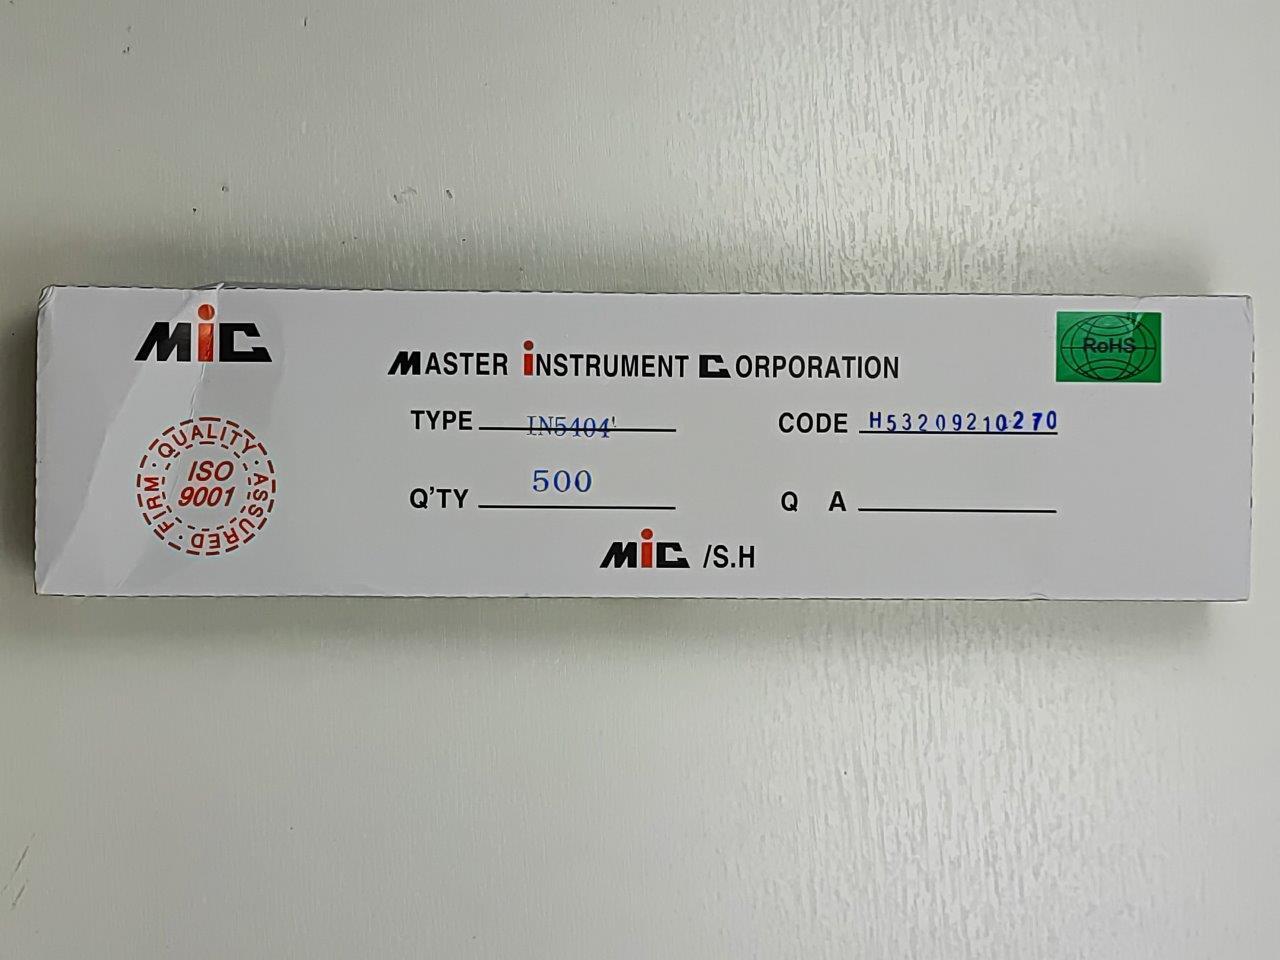 MiC
MASTER iNSTRUMENT CORPORATION
RoHS
TYPE IN5404'
CODE H53209210270
QUALITY · ASSURED · FIRM ·
ISO
9001
Q'TY 500
Q A
MiC /S.H